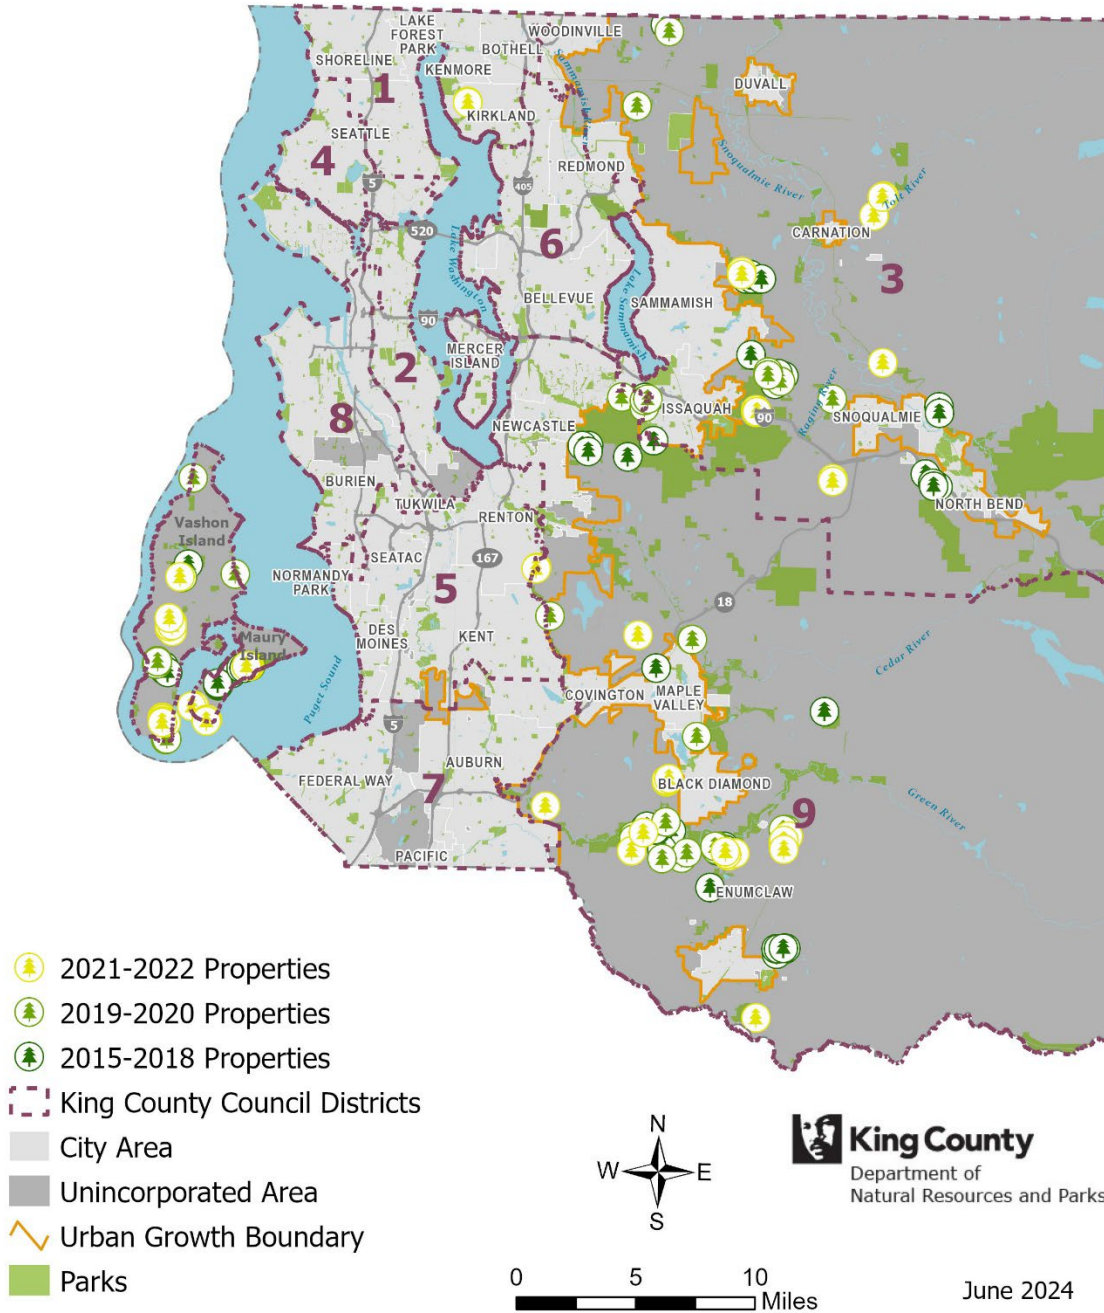 LAKE
FOREST
PARK
WOODINVILLE
BOTHELL
SHORELINE
KENMORE
1
Sammamish River
DUVALL
KIRKLAND
SEATTLE
4
REDMOND
Snoqualmie River
5
405
Tolt River
CARNATION
520
6
3
Lake Washington
BELLEVUE
Lake Sammamish
SAMMAMISH
90
MERCER
ISLAND
2
8
ISSAQUAH
90
Raging River
SNOQUALMIE
NEWCASTLE
BURIEN
TUKWILA
RENTON
NORTH BEND
Vashon
Island
SEATAC
167
NORMANDY
PARK
5
18
DES
MOINES
KENT
Maury
Island
Cedar River
Puget Sound
COVINGTON
MAPLE
VALLEY
5
AUBURN
FEDERAL WAY
7
BLACK DIAMOND
9
Green River
PACIFIC
ENUMCLAW
2021-2022 Properties
2019-2020 Properties
2015-2018 Properties
King County Council Districts
City Area
Unincorporated Area
Urban Growth Boundary
Parks
N
W E
S
King County
Department of
Natural Resources and Parks
0 5 10
Miles
June 2024